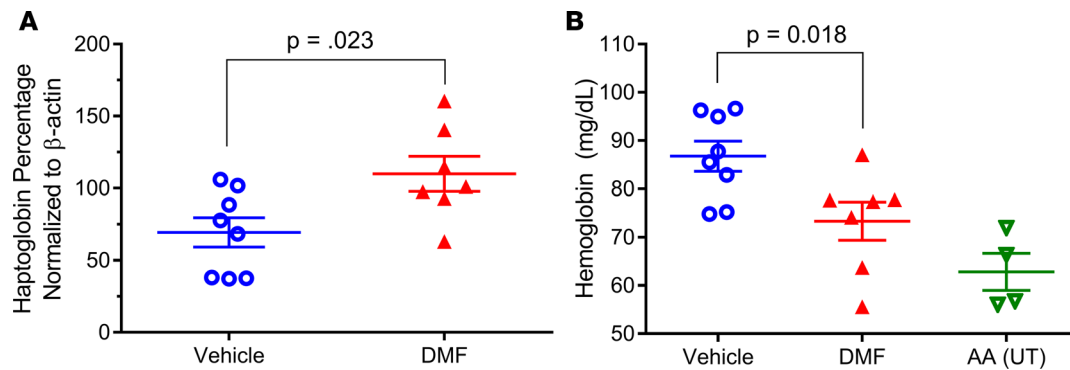 A
Haptoglobin Percentage
Normalized to β-actin
200
150
100
50
0
p = .023
Vehicle
DMF
B
Hemoglobin (mg/dL)
110
100
90
80
70
60
50
p = 0.018
Vehicle
DMF
AA (UT)